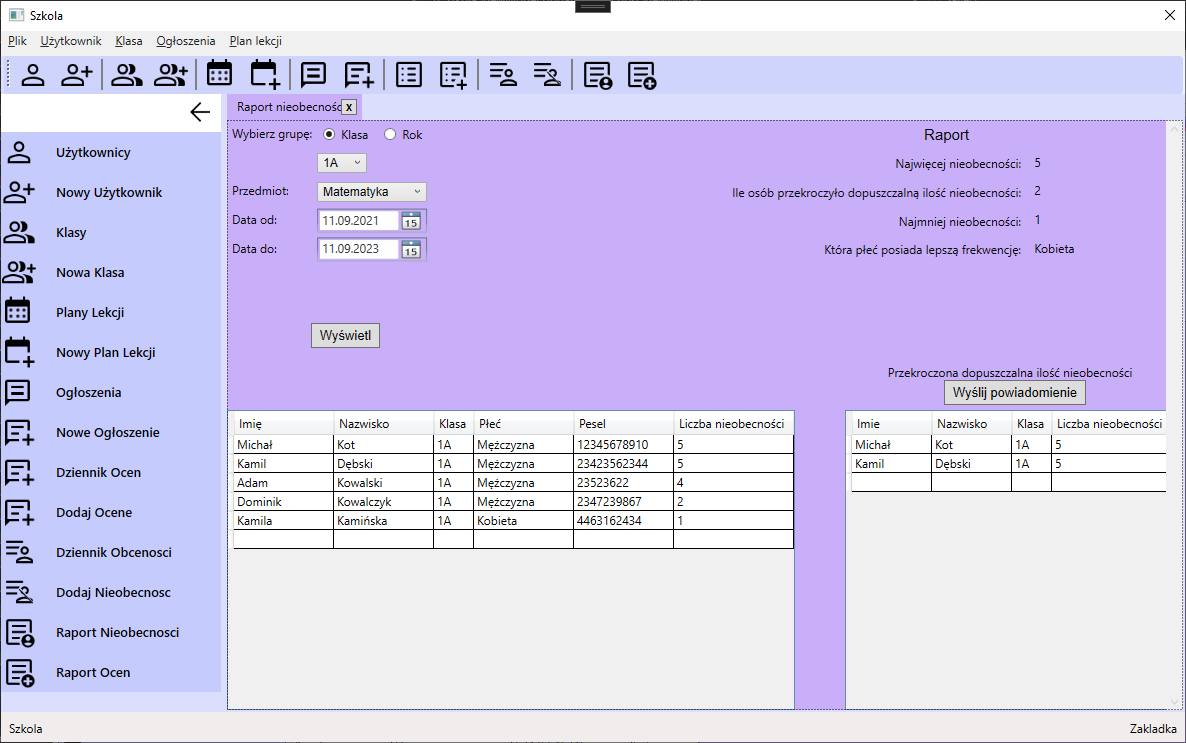 Szkola
Plik Użytkownik Klasa Ogłoszenia Plan lekcji
Użytkownicy
Nowy Użytkownik
Klasy
Nowa Klasa
Plany Lekcji
Nowy Plan Lekcji
Ogłoszenia
Nowe Ogłoszenie
Dziennik Ocen
Dodaj Ocene
Dziennik Obcenosci
Dodaj Nieobecnosc
Raport Nieobecnosci
Raport Ocen
Raport nieobecnośc x
Wybierz grupę: Klasa Rok
1A
Przedmiot: Matematyka
Data od: 11.09.2021 15
Data do: 11.09.2023 15
Wyświetl
Raport
Najwięcej nieobecności: 5
Ile osób przekroczyło dopuszczalną ilość nieobecności: 2
Najmniej nieobecności: 1
Która płeć posiada lepszą frekwencję: Kobieta
Przekroczona dopuszczalna ilość nieobecności
Wyślij powiadomienie
Imię Nazwisko Klasa Płeć Pesel Liczba nieobecności
Michał Kot 1A Mężczyzna 12345678910 5
Kamil Dębski 1A Mężczyzna 23423562344 5
Adam Kowalski 1A Mężczyzna 23523622 4
Dominik Kowalczyk 1A Mężczyzna 2347239867 2
Kamila Kamińska 1A Kobieta 4463162434 1
Imie Nazwisko Klasa Liczba nieobecności
Michał Kot 1A 5
Kamil Dębski 1A 5
Szkola Zakladka